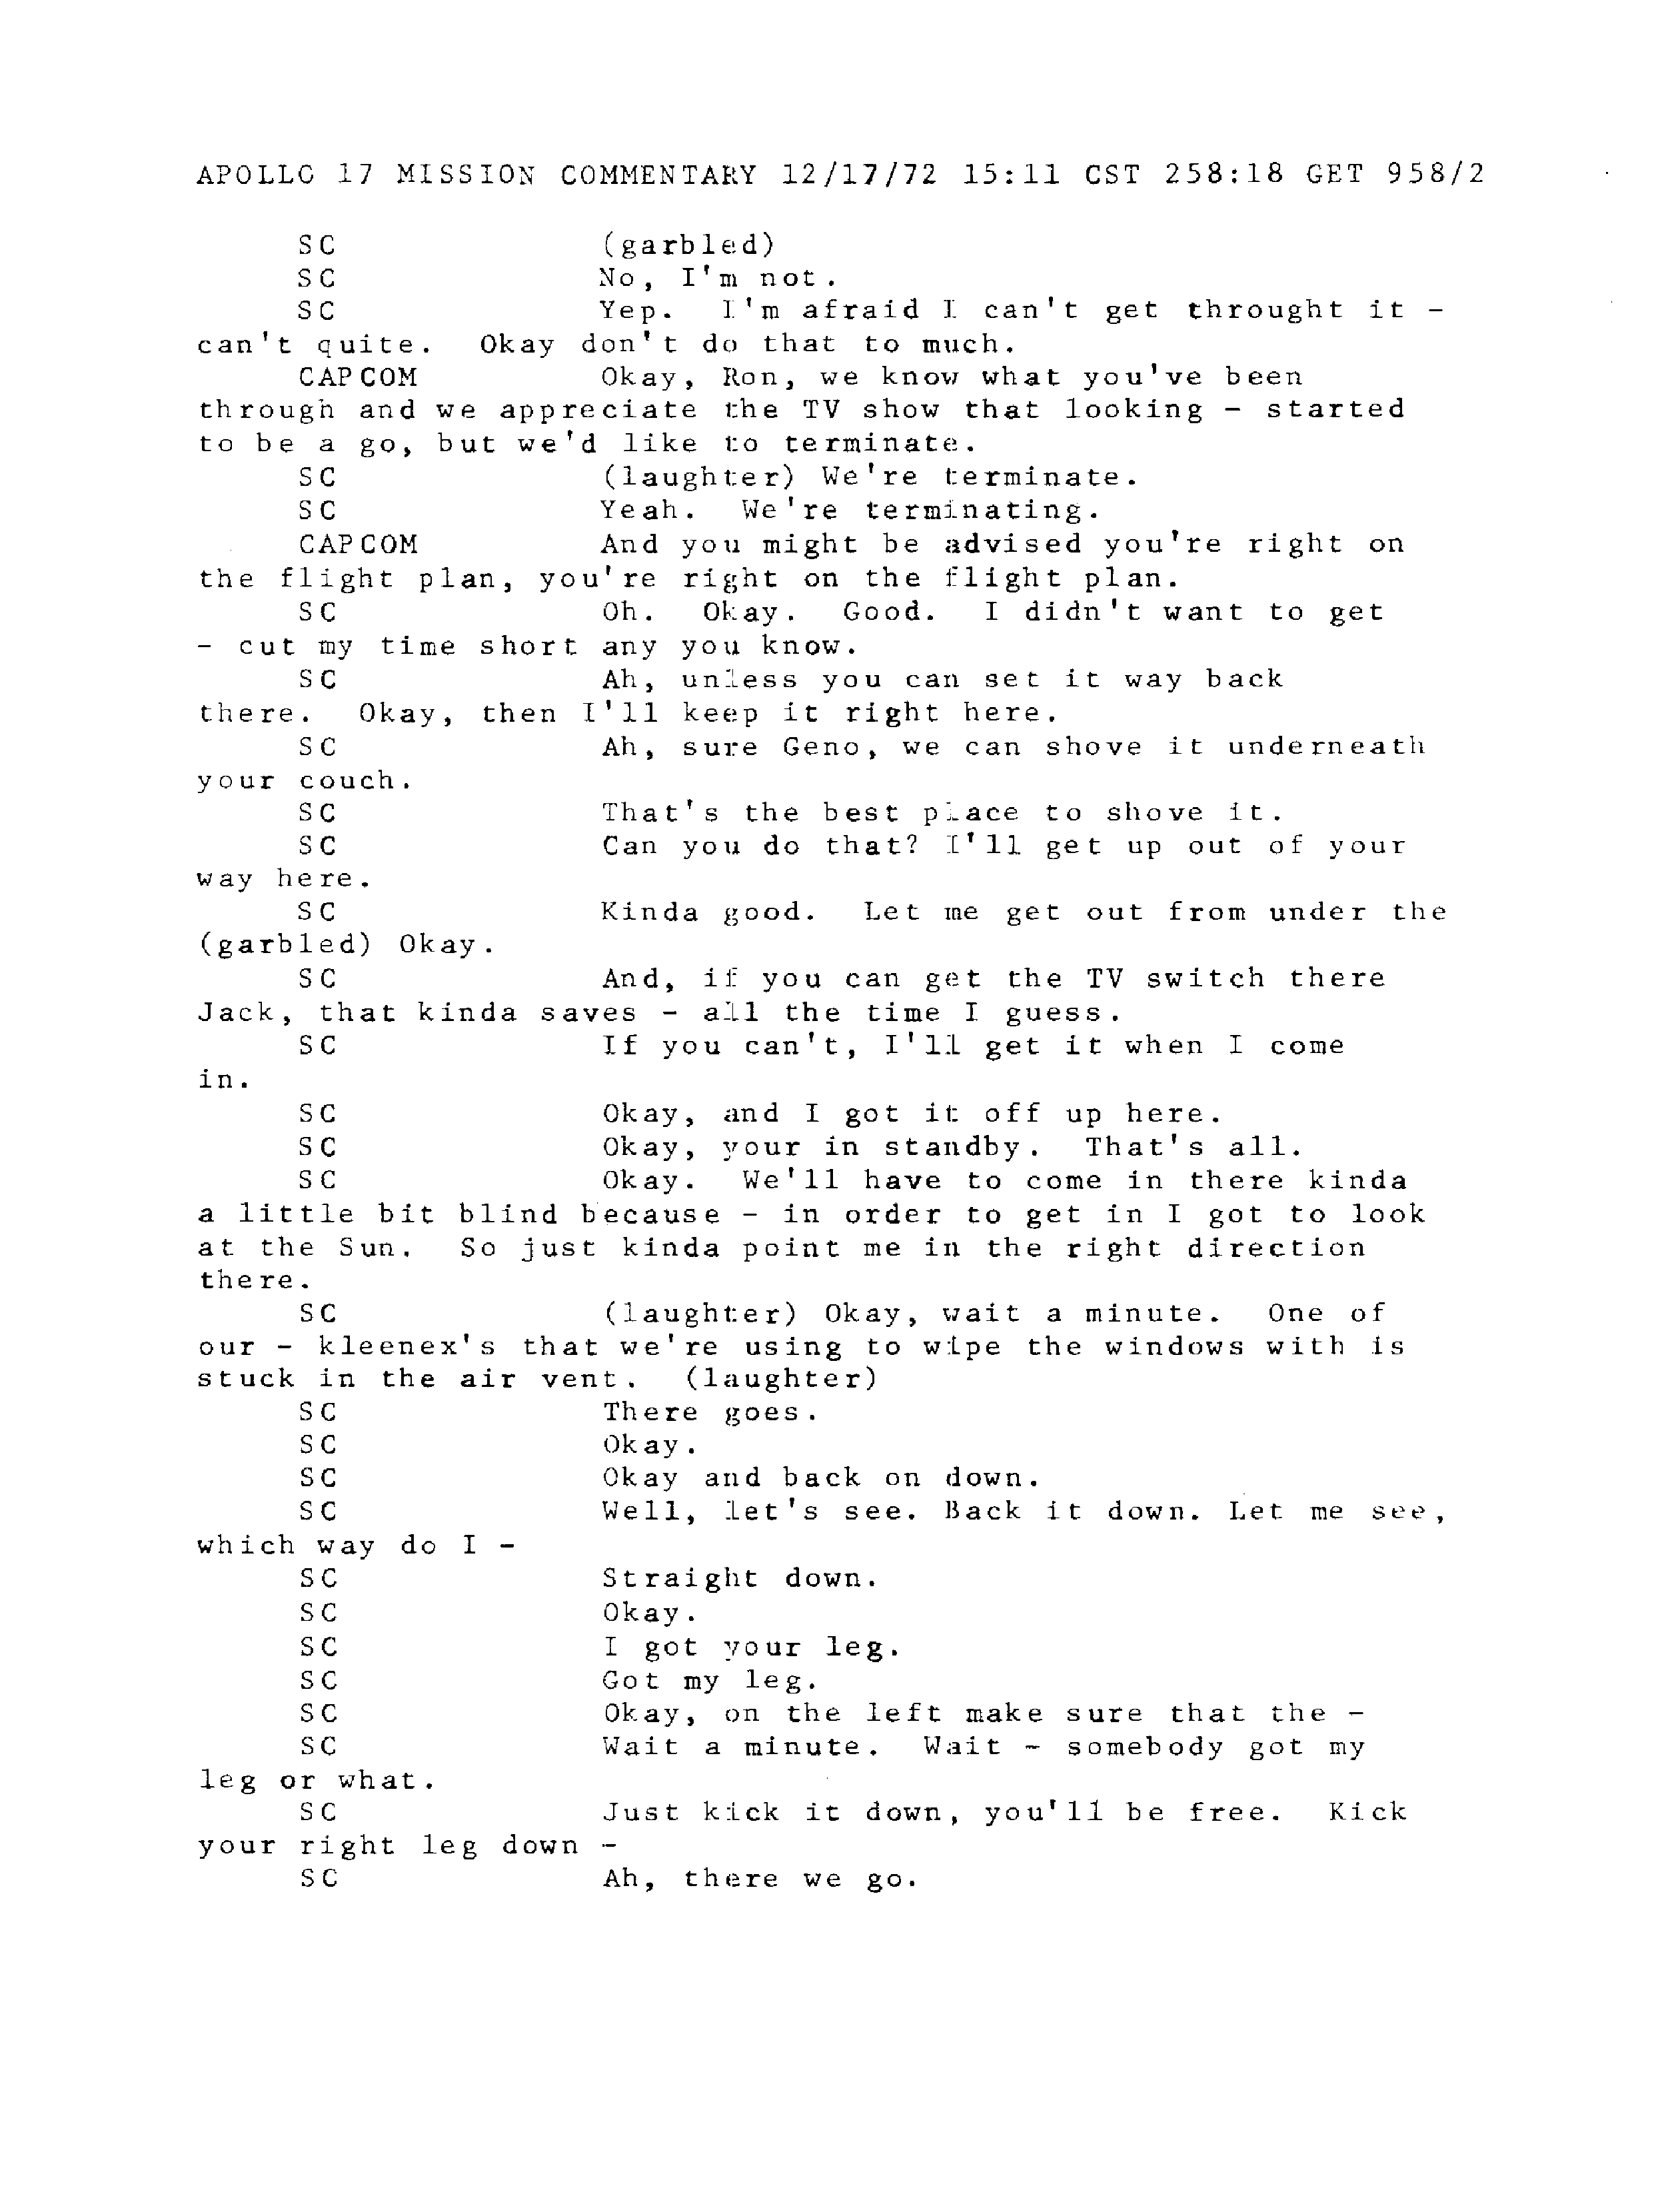 APOLLO 17 MISSION COMMENTARY 12/17/72 15:11 CST 258:18 GET 958/2
SC (garbled)
SC No, I'm not.
SC Yep. I'm afraid I can't get throught it -
can't quite. Okay don't do that to much.
CAPCOM Okay, Ron, we know what you've been
through and we appreciate the TV show that looking - started
to be a go, but we'd like to terminate.
SC (laughter) We're terminate.
SC Yeah. We're terminating.
CAPCOM And you might be advised you're right on
the flight plan, you're right on the flight plan.
SC Oh. Okay. Good. I didn't want to get
- cut my time short any you know.
SC Ah, unless you can set it way back
there. Okay, then I'll keep it right here.
SC Ah, sure Geno, we can shove it underneath
your couch.
SC That's the best place to shove it.
SC Can you do that? I'll get up out of your
way here.
SC Kinda good. Let me get out from under the
(garbled) Okay.
SC And, if you can get the TV switch there
Jack, that kinda saves - all the time I guess.
SC If you can't, I'll get it when I come
in.
SC Okay, and I got it off up here.
SC Okay, your in standby. That's all.
SC Okay. We'll have to come in there kinda
a little bit blind because - in order to get in I got to look
at the Sun. So just kinda point me in the right direction
there.
SC (laughter) Okay, wait a minute. One of
our - kleenex's that we're using to wipe the windows with is
stuck in the air vent. (laughter)
SC There goes.
SC Okay.
SC Okay and back on down.
SC Well, let's see. Back it down. Let me see,
which way do I -
SC Straight down.
SC Okay.
SC I got your leg.
SC Got my leg.
SC Okay, on the left make sure that the -
SC Wait a minute. Wait - somebody got my
leg or what.
SC Just kick it down, you'll be free. Kick
your right leg down -
SC Ah, there we go.